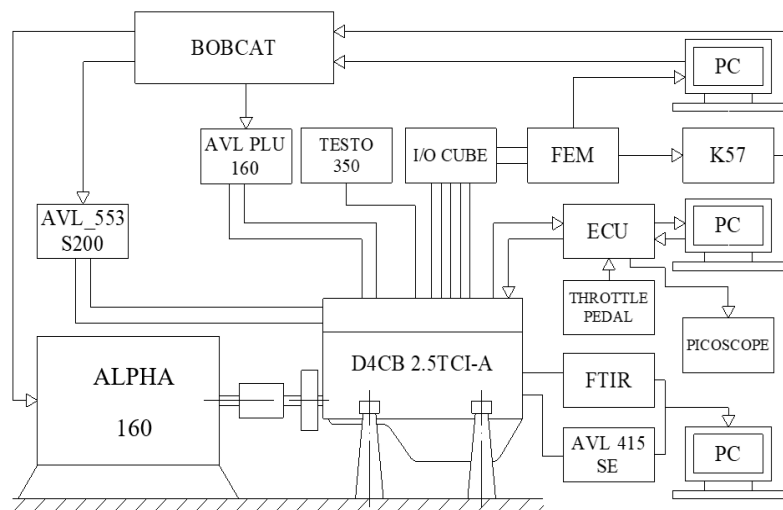 BOBCAT
PC
AVL PLU
160
TESTO
350
I/O CUBE
FEM
K57
AVL_553
S200
ECU
PC
THROTTLE
PEDAL
PICOSCOPE
ALPHA
160
D4CB 2.5TCI-A
FTIR
AVL 415
SE
PC